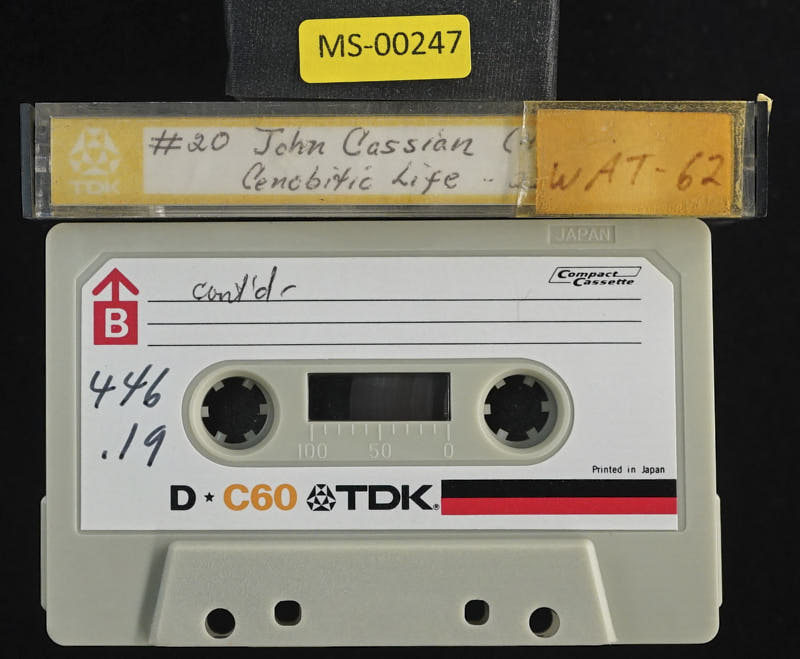 MS-00247
#20 John Cassian
Cenobitic Life -
WAT-62
TDK
JAPAN
cont'd-
Compact
Cassette
B
446
.19
100 50 0
Printed in Japan
D★C60 TDK®